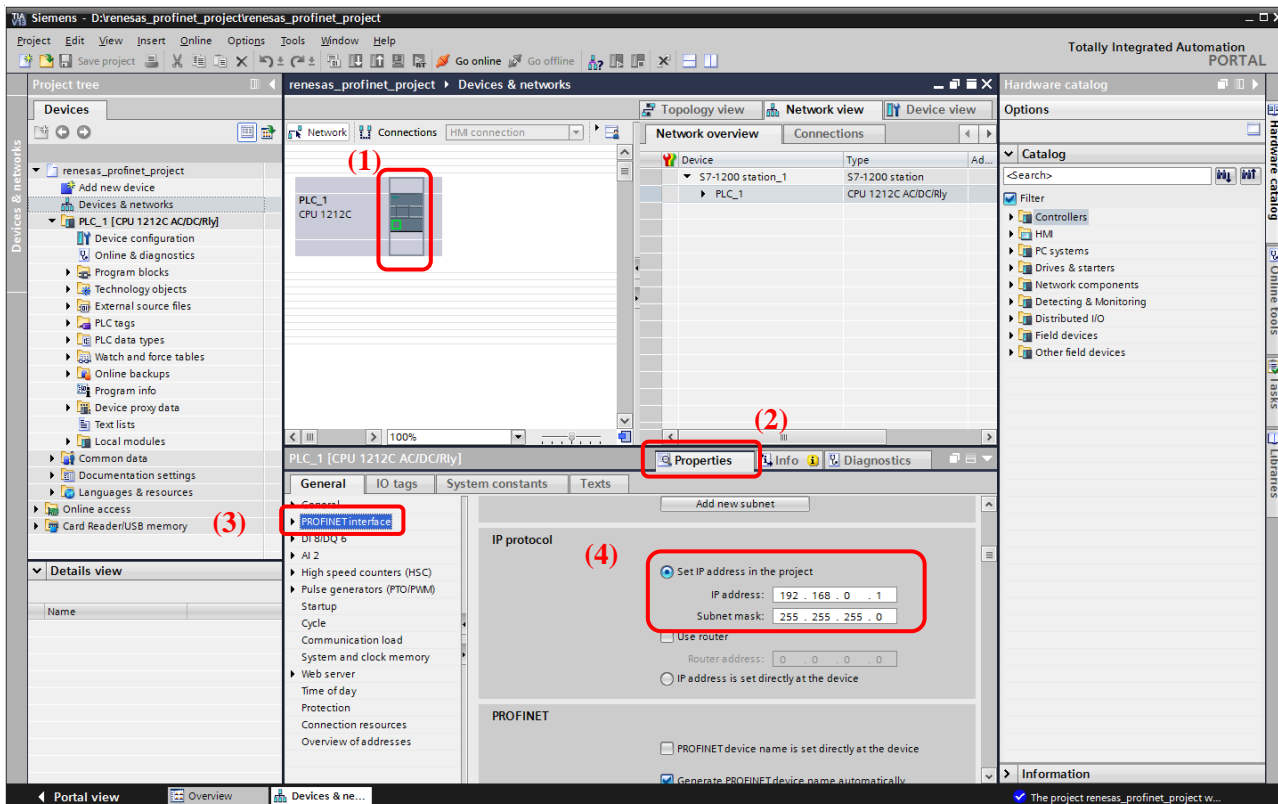 Siemens - D:\renesas_profinet_project\renesas_profinet_project
Project Edit View Insert Online Options Tools Window Help
Totally Integrated Automation
PORTAL
Save project
Go online
Go offline
Project tree
Devices
Devices & networks
renesas_profinet_project
Add new device
Devices & networks
PLC_1 [CPU 1212C AC/DC/Rly]
Device configuration
Online & diagnostics
Program blocks
Technology objects
External source files
PLC tags
PLC data types
Watch and force tables
Online backups
Program info
Device proxy data
Text lists
Local modules
Common data
Documentation settings
Languages & resources
Online access
Card Reader/USB memory
(3)
Details view
Name
renesas_profinet_project Devices & networks
Topology view Network view Device view
Network Connections HMI connection
(1)
PLC_1
CPU 1212C
100%
Network overview Connections
Device Type Ad...
S7-1200 station_1 S7-1200 station
PLC_1 CPU 1212C AC/DC/Rly
(2)
PLC_1 [CPU 1212C AC/DC/Rly]
Properties Info Diagnostics
General IO tags System constants Texts
General
PROFINET interface
DI 8/DQ 6
AI 2
High speed counters (HSC)
Pulse generators (PTO/PWM)
Startup
Cycle
Communication load
System and clock memory
Web server
Time of day
Protection
Connection resources
Overview of addresses
Add new subnet
IP protocol
(4)
Set IP address in the project
IP address: 192 . 168 . 0 . 1
Subnet mask: 255 . 255 . 255 . 0
Use router
Router address: 0 . 0 . 0 . 0
IP address is set directly at the device
PROFINET
PROFINET device name is set directly at the device
Generate PROFINET device name automatically
Hardware catalog
Options
Catalog
<Search>
Filter
Controllers
HMI
PC systems
Drives & starters
Network components
Detecting & Monitoring
Distributed I/O
Field devices
Other field devices
Information
Hardware catalog
Online tools
Tasks
Libraries
Portal view
Overview
Devices & ne...
The project renesas_profinet_project w...